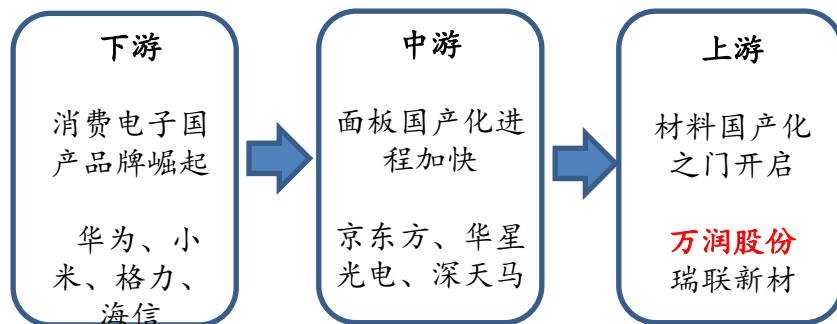 下游
消费电子国
产品牌崛起
华为、小
米、格力、
海信
中游
面板国产化进
程加快
京东方、华星
光电、深天马
上游
材料国产化
之门开启
万润股份
瑞联新材